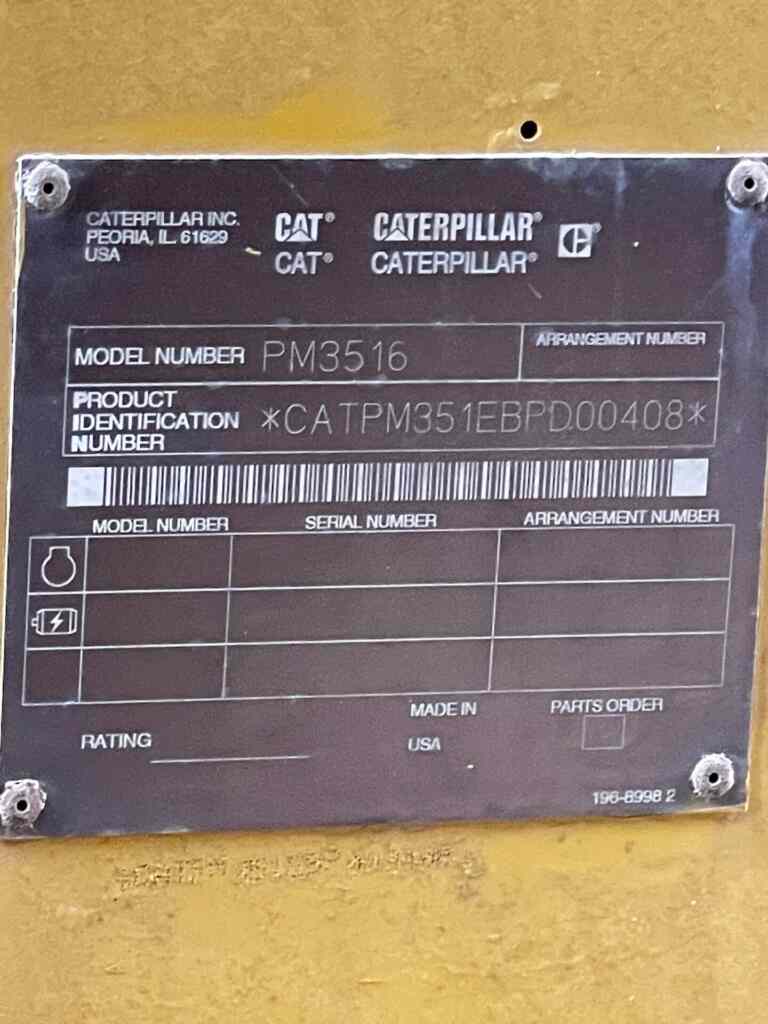 CATERPILLAR INC.
PEORIA, IL. 61629
USA
CAT® CATERPILLAR® ®
CAT® CATERPILLAR®
MODEL NUMBER PM3516 ARRANGEMENT NUMBER
PRODUCT
IDENTIFICATION
NUMBER
*CATPM351EBPD00408*
MODEL NUMBER SERIAL NUMBER ARRANGEMENT NUMBER
RATING
MADE IN
USA
PARTS ORDER
196-8998 2